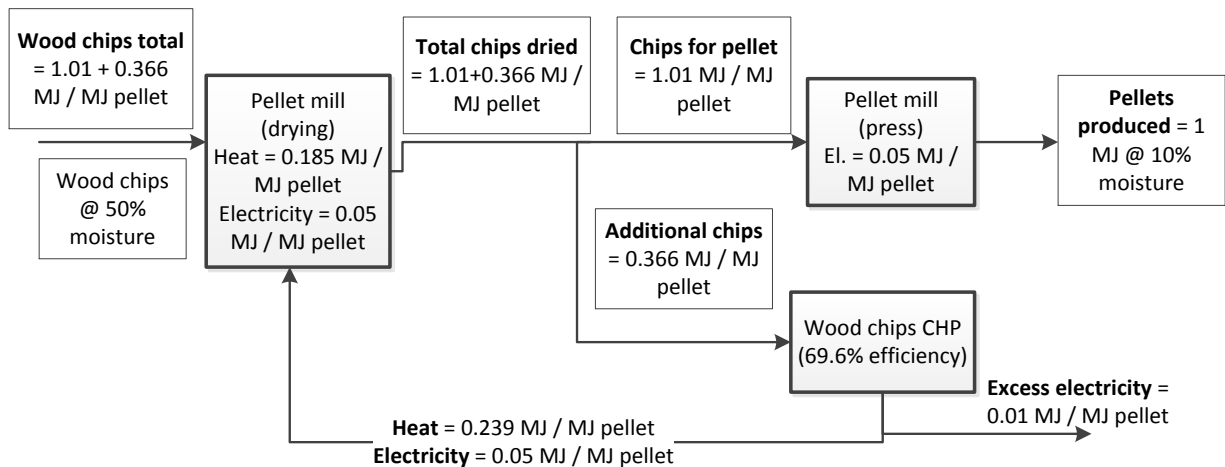 Wood chips total
= 1.01 + 0.366
MJ / MJ pellet
Wood chips
@ 50%
moisture
Pellet mill
(drying)
Heat = 0.185 MJ /
MJ pellet
Electricity = 0.05
MJ / MJ pellet
Total chips dried
= 1.01+0.366 MJ /
MJ pellet
Chips for pellet
= 1.01 MJ / MJ
pellet
Pellet mill
(press)
El. = 0.05 MJ /
MJ pellet
Pellets
produced = 1
MJ @ 10%
moisture
Additional chips
= 0.366 MJ / MJ
pellet
Wood chips CHP
(69.6% efficiency)
Excess electricity =
0.01 MJ / MJ pellet
Heat = 0.239 MJ / MJ pellet
Electricity = 0.05 MJ / MJ pellet